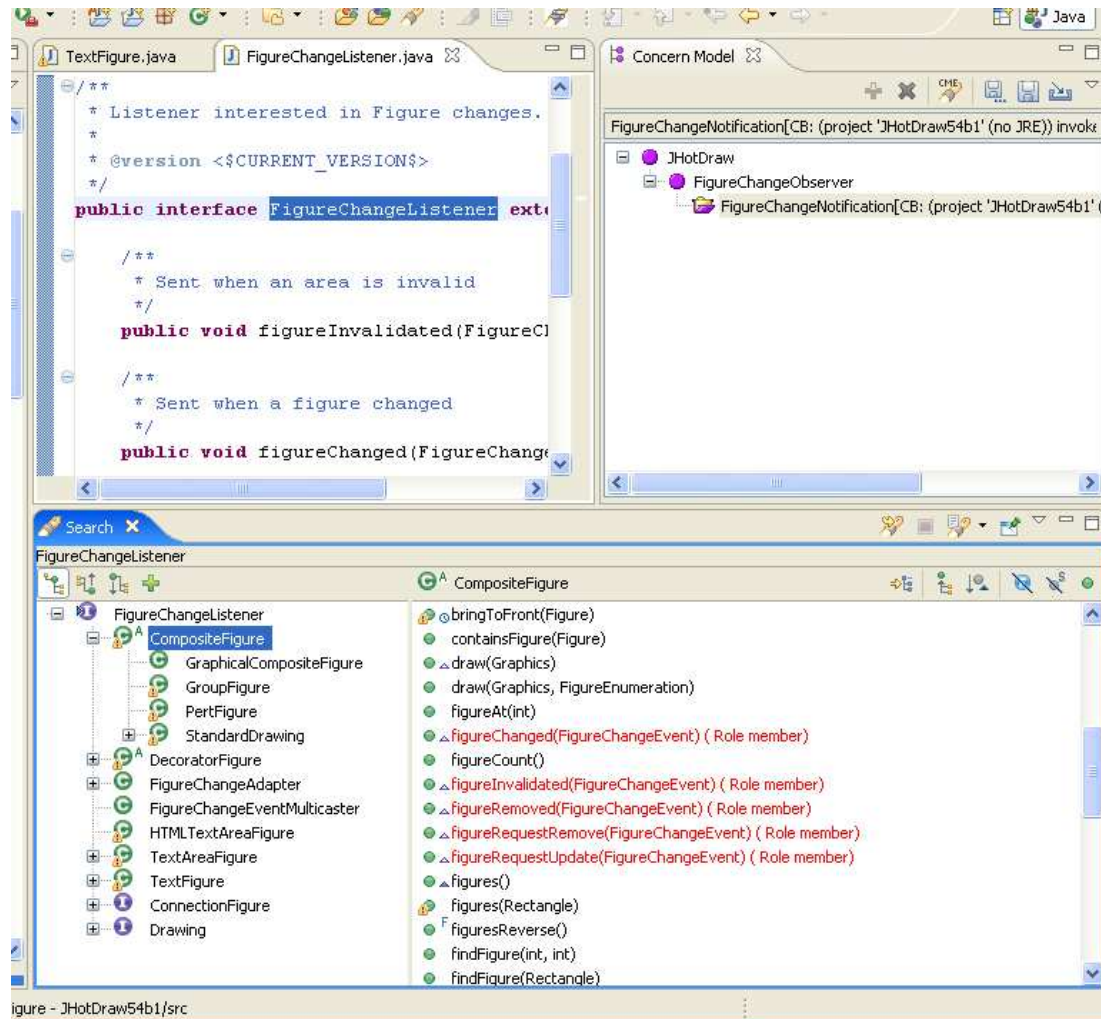 Java
TextFigure.java
FigureChangeListener.java
/**
* Listener interested in Figure changes.
*
* @version <$CURRENT_VERSION$>
*/
public interface FigureChangeListener exte
/**
* Sent when an area is invalid
*/
public void figureInvalidated(FigureCh
/**
* Sent when a figure changed
*/
public void figureChanged(FigureChange
Concern Model
CME
FigureChangeNotification[CB: (project 'JHotDraw54b1' (no JRE)) invoke
JHotDraw
FigureChangeObserver
FigureChangeNotification[CB: (project 'JHotDraw54b1' (
Search
FigureChangeListener
FigureChangeListener
CompositeFigure
GraphicalCompositeFigure
GroupFigure
PertFigure
StandardDrawing
DecoratorFigure
FigureChangeAdapter
FigureChangeEventMulticaster
HTMLTextAreaFigure
TextAreaFigure
TextFigure
ConnectionFigure
Drawing
CompositeFigure
bringToFront(Figure)
containsFigure(Figure)
draw(Graphics)
draw(Graphics, FigureEnumeration)
figureAt(int)
figureChanged(FigureChangeEvent) ( Role member)
figureCount()
figureInvalidated(FigureChangeEvent) ( Role member)
figureRemoved(FigureChangeEvent) ( Role member)
figureRequestRemove(FigureChangeEvent) ( Role member)
figureRequestUpdate(FigureChangeEvent) ( Role member)
figures()
figures(Rectangle)
figuresReverse()
findFigure(int, int)
findFigure(Rectangle)
igure - JHotDraw54b1/src